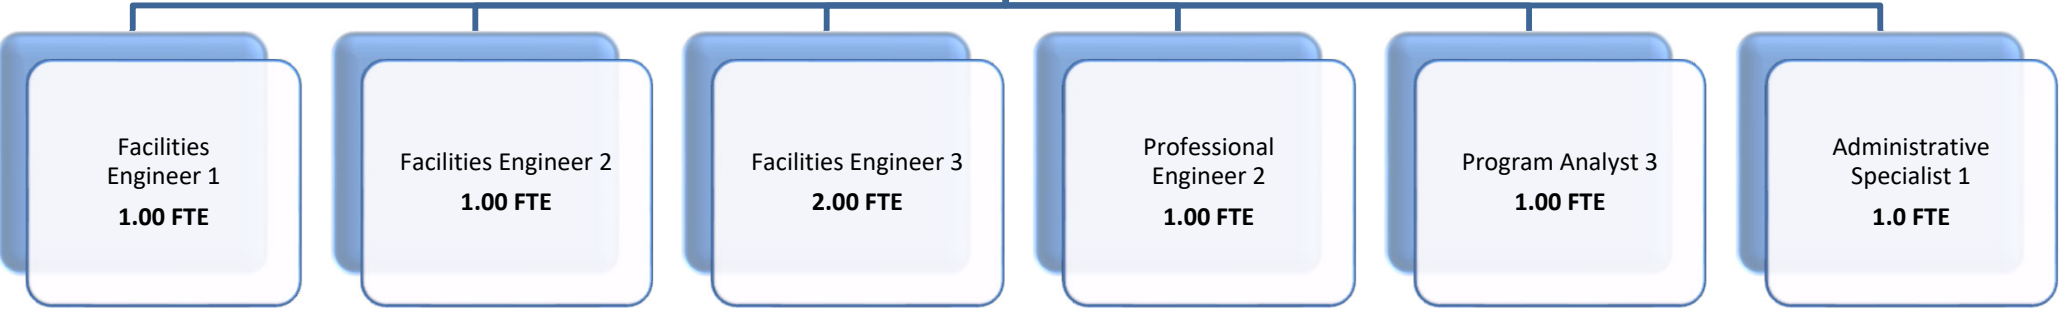 Facilities
Engineer 1
1.00 FTE
Facilities Engineer 2
1.00 FTE
Facilities Engineer 3
2.00 FTE
Professional
Engineer 2
1.00 FTE
Program Analyst 3
1.00 FTE
Administrative
Specialist 1
1.0 FTE